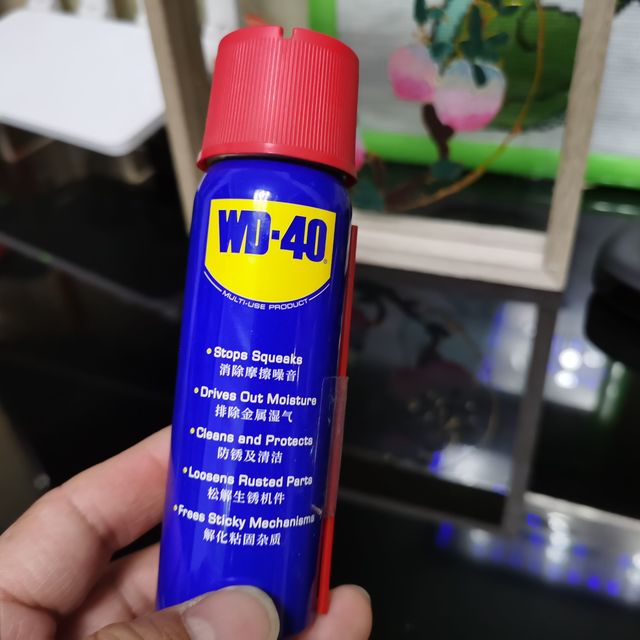 WD-40
MULTI-USE PRODUCT
•Stops Squeaks
消除摩擦噪音
•Drives Out Moisture
排除金属湿气
•Cleans and Protects
防锈及清洁
•Loosens Rusted Parts
松解生锈机件
•Frees Sticky Mechanisms
解化粘固杂质